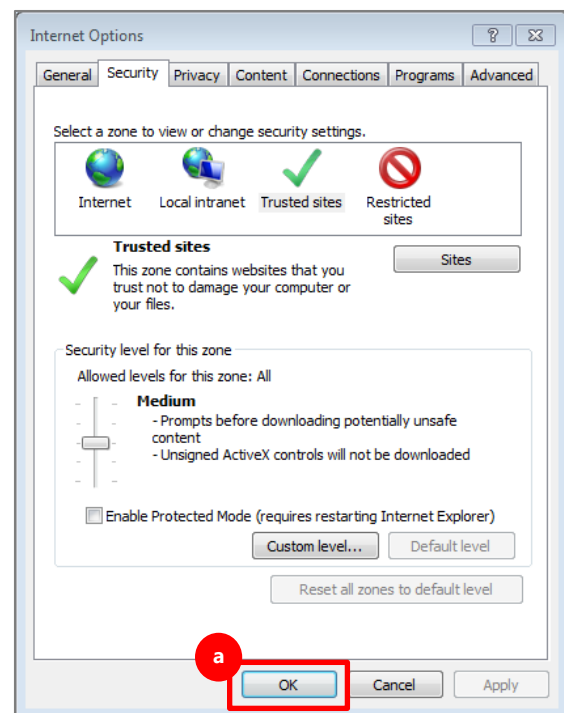 Internet Options
General Security Privacy Content Connections Programs Advanced
Select a zone to view or change security settings.
Internet Local intranet Trusted sites Restricted
sites
Trusted sites
Sites
This zone contains websites that you
trust not to damage your computer or
your files.
Security level for this zone
Allowed levels for this zone: All
Medium
- Prompts before downloading potentially unsafe
content
- Unsigned ActiveX controls will not be downloaded
Enable Protected Mode (requires restarting Internet Explorer)
Custom level... Default level
Reset all zones to default level
a
OK Cancel Apply